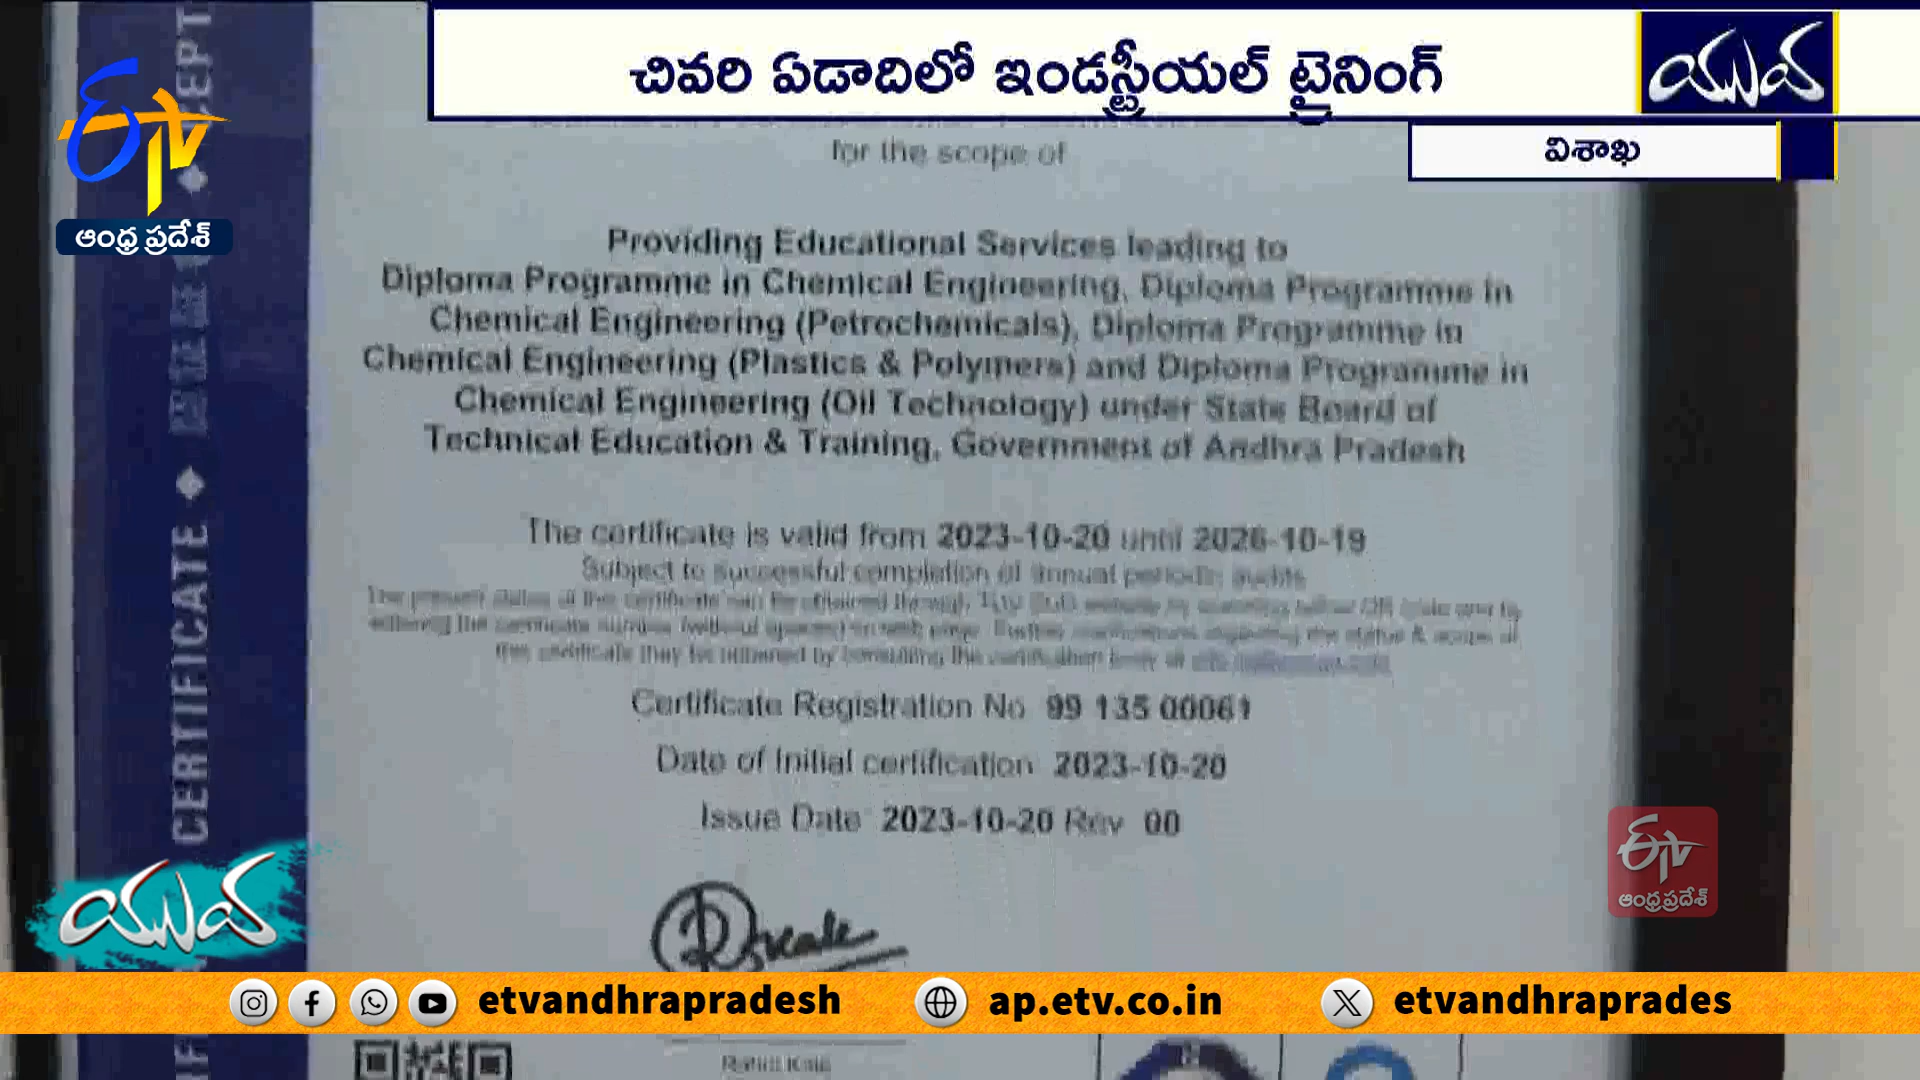 చివరి ఏడాదిలో ఇండస్ట్రీయల్ ట్రైనింగ్
యువ
విశాఖ
ETV
ఆంధ్ర ప్రదేశ్
for the scope of
Providing Educational Services leading to
Diploma Programme in Chemical Engineering, Diploma Programme in
Chemical Engineering (Petrochemicals), Diploma Programme in
Chemical Engineering (Plastics & Polymers) and Diploma Programme in
Chemical Engineering (Oil Technology) under State Board of
Technical Education & Training, Government of Andhra Pradesh
The certificate is valid from 2023-10-20 until 2026-10-19
Subject to successful completion of annual periodic audits
Certificate Registration No 99 135 00061
Date of Initial certification 2023-10-20
Issue Date 2023-10-20 Rev 00
CERTIFICATE
యువ
ETV
ఆంధ్రప్రదేశ్
etvandhrapradesh
ap.etv.co.in
etvandhraprades